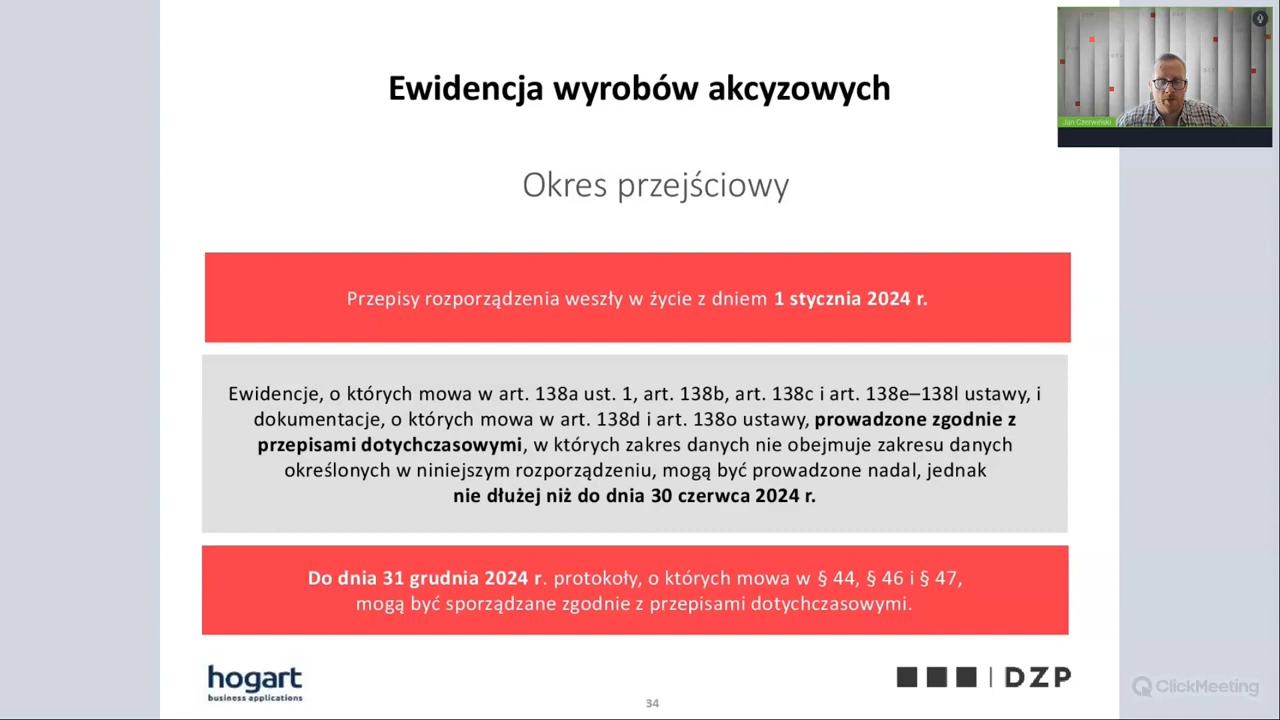 Ewidencja wyrobów akcyzowych
Jan Czerwiński
Okres przejściowy
Przepisy rozporządzenia weszły w życie z dniem 1 stycznia 2024 r.
Ewidencje, o których mowa w art. 138a ust. 1, art. 138b, art. 138c i art. 138e–138l ustawy, i
dokumentacje, o których mowa w art. 138d i art. 138o ustawy, prowadzone zgodnie z
przepisami dotychczasowymi, w których zakres danych nie obejmuje zakresu danych
określonych w niniejszym rozporządzeniu, mogą być prowadzone nadal, jednak
nie dłużej niż do dnia 30 czerwca 2024 r.
Do dnia 31 grudnia 2024 r. protokoły, o których mowa w § 44, § 46 i § 47,
mogą być sporządzane zgodnie z przepisami dotychczasowymi.
hogart
business applications
DZP
ClickMeeting
34